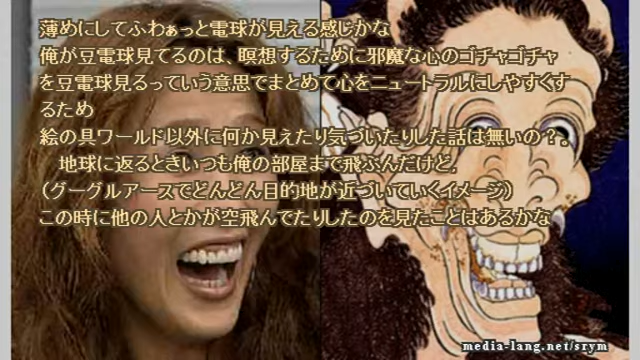 薄めにしてふわぁっと電球が見える感じかな
俺が豆電球見てるのは、瞑想するために邪魔な心のゴチャゴチャ
を豆電球見るっていう意思でまとめて心をニュートラルにしやすくす
るため
絵の具ワールド以外に何か見えたり気づいたりした話は無いの？。
　地球に返るときいつも俺の部屋まで飛ぶんだけど,
（グーグルアースでどんどん目的地が近づいていくイメージ）
この時に他の人とかが空飛んでたりしたのを見たことはあるかな
media-lang.net/srym